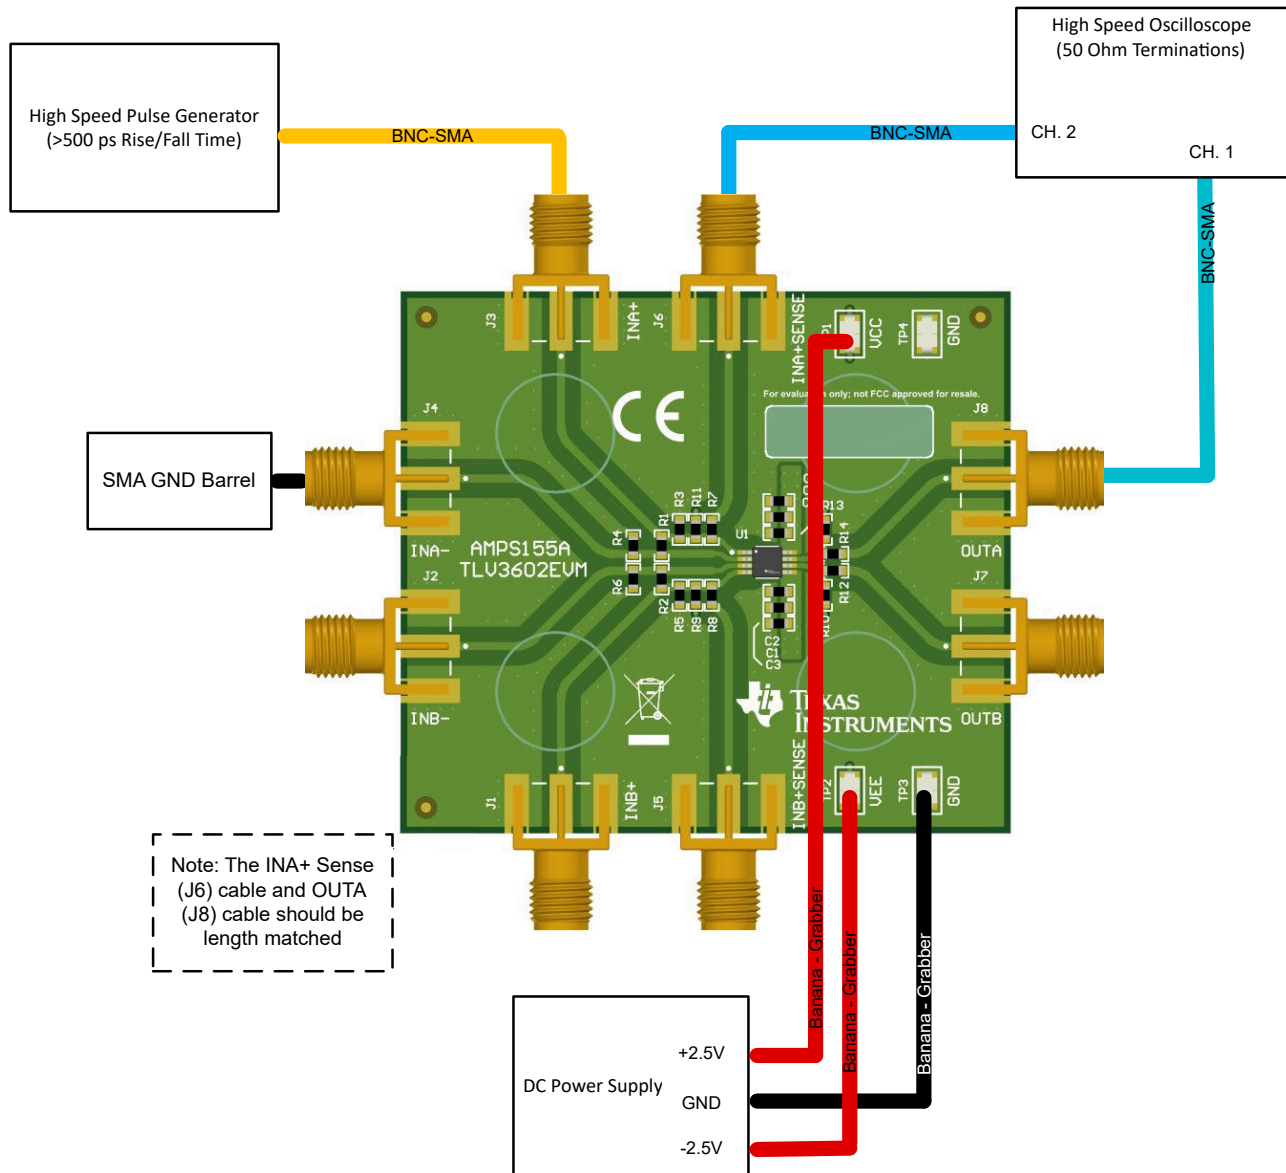 High Speed Oscilloscope
(50 Ohm Terminations)
High Speed Pulse Generator
(>500 ps Rise/Fall Time)
BNC-SMA
BNC-SMA
CH. 2
CH. 1
BNC-SMA
J3
INA+
J6
INA+SENSE
VCC
TP4
GND
For evaluation only; not FCC approved for resale.
J4
J8
SMA GND Barrel
CE
R3
R11
R7
R13
R14
R4
R1
U1
INA-
AMPS155A
TLV3602EVM
OUTA
J2
J7
R6
R2
R12
R5
R9
R8
R10
C2
C1
C3
INB-
TEXAS
INSTRUMENTS
OUTB
J1
INB+
J5
INB+SENSE
TP2
VEE
TP3
GND
Note: The INA+ Sense
(J6) cable and OUTA
(J8) cable should be
length matched
Banana - Grabber
Banana - Grabber
Banana - Grabber
DC Power Supply
+2.5V
GND
-2.5V